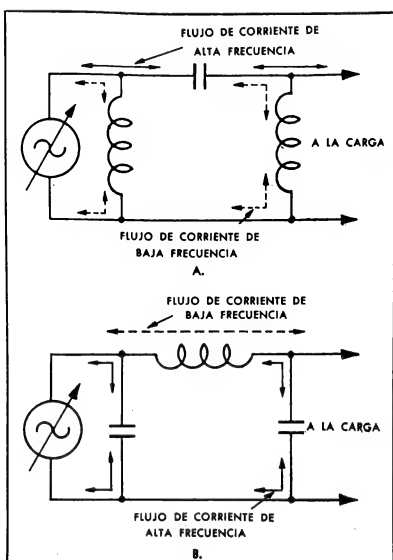 FLUJO DE CORRIENTE DE
ALTA FRECUENCIA
A LA CARGA
FLUJO DE CORRIENTE DE
BAJA FRECUENCIA
A.
FLUJO DE CORRIENTE DE
BAJA FRECUENCIA
A LA CARGA
FLUJO DE CORRIENTE DE
ALTA FRECUENCIA
B.